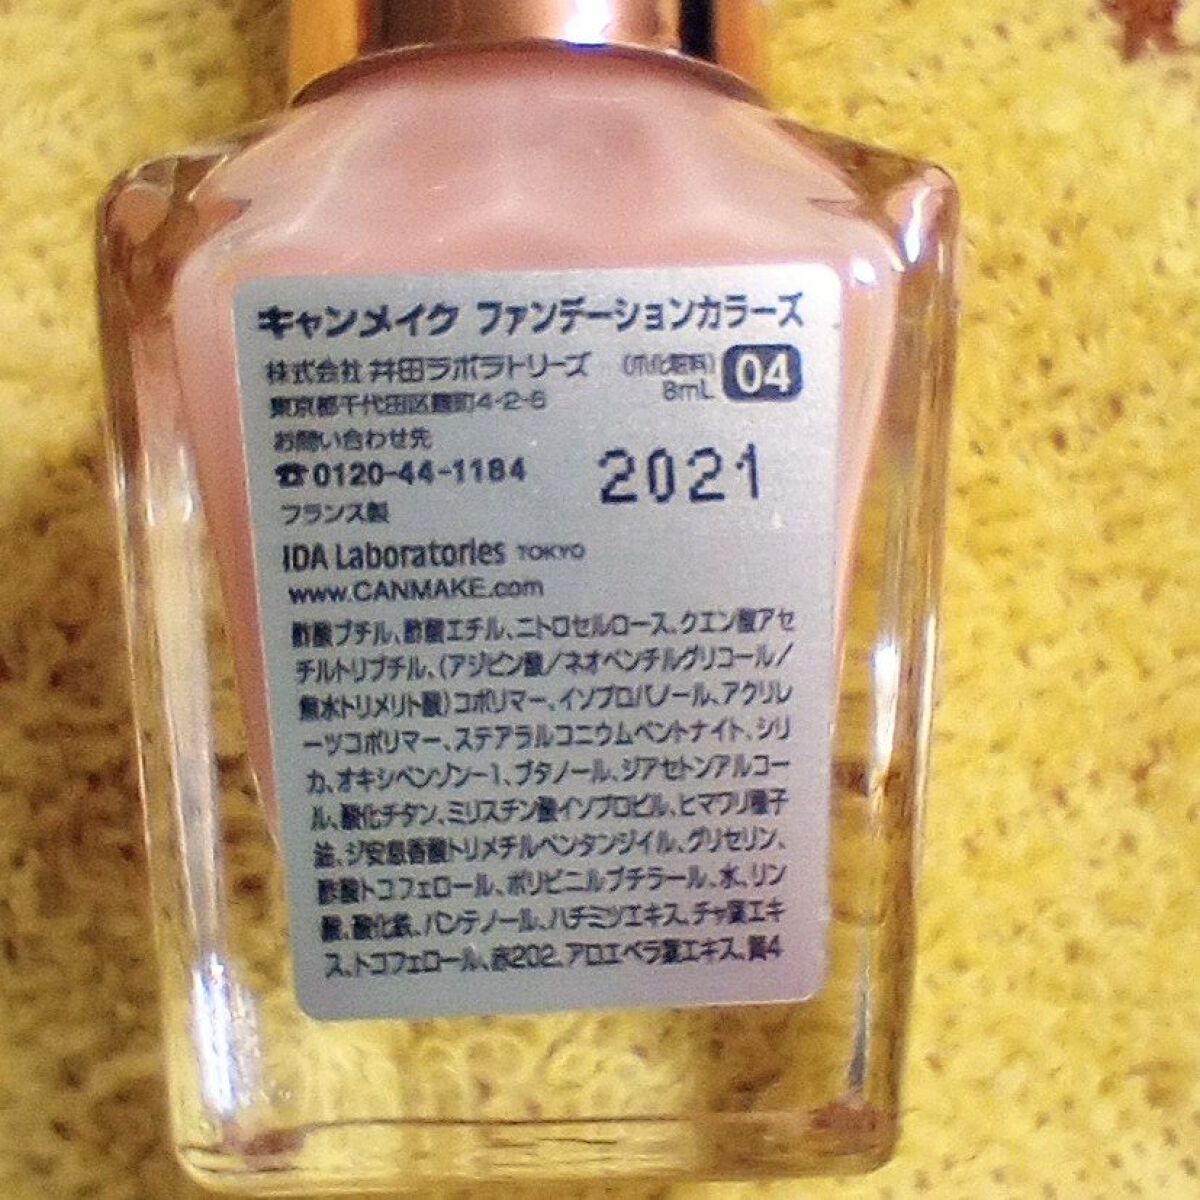 キャンメイク ファンデーションカラーズ
株式会社 井田ラボラトリーズ (爪化粧料) 04
東京都千代田区麹町4-2-6 8mL
お問い合わせ先
☎0120-44-1184 2021
フランス製
IDA Laboratories TOKYO
www.CANMAKE.com
酢酸ブチル、酢酸エチル、ニトロセルロース、クエン酸アセ
チルトリブチル、(アジピン酸/ネオペンチルグリコール/
無水トリメリト酸)コポリマー、イソプロパノール、アクリレ
ーツコポリマー、ステアラルコニウムベントナイト、シリ
カ、オキシベンゾン-1、ブタノール、ジアセトンアルコー
ル、酸化チタン、ミリスチン酸イソプロピル、ヒマワリ種子
油、ジ安息香酸トリメチルペンタンジイル、グリセリン、
酢酸トコフェロール、ポリビニルブチラール、水、リン
酸、酸化鉄、パンテノール、ハチミツエキス、チャ葉エキ
ス、トコフェロール、赤202、アロエベラ葉エキス、黄4